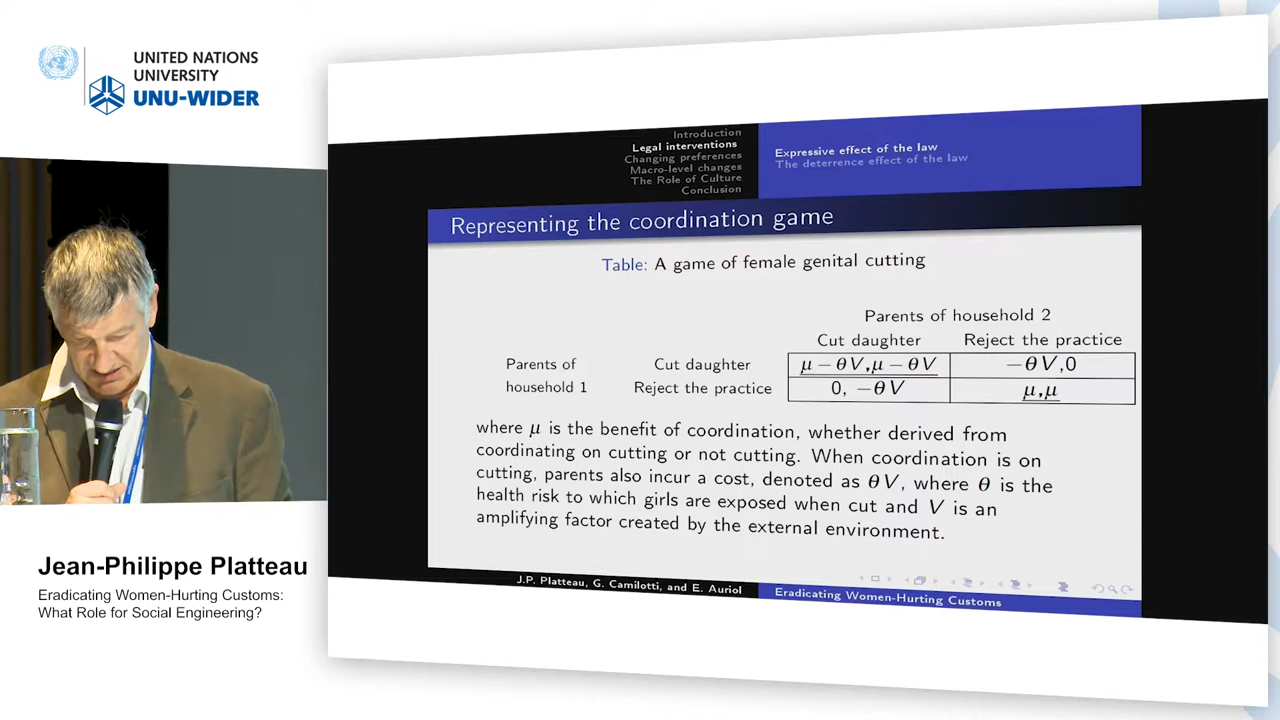 UNITED NATIONS
UNIVERSITY
UNU-WIDER
Introduction
Legal interventions
Changing preferences
Macro-level changes
The Role of Culture
Conclusion
Expressive effect of the law
The deterrence effect of the law
Representing the coordination game
Table: A game of female genital cutting
Parents of household 2
Cut daughter Reject the practice
Parents of Cut daughter μ − θV,μ − θV −θV,0
household 1 Reject the practice 0, −θV μ,μ
where μ is the benefit of coordination, whether derived from
coordinating on cutting or not cutting. When coordination is on
cutting, parents also incur a cost, denoted as θV, where θ is the
health risk to which girls are exposed when cut and V is an
amplifying factor created by the external environment.
J.P. Platteau, G. Camilotti, and E. Auriol Eradicating Women-Hurting Customs
Jean-Philippe Platteau
Eradicating Women-Hurting Customs:
What Role for Social Engineering?